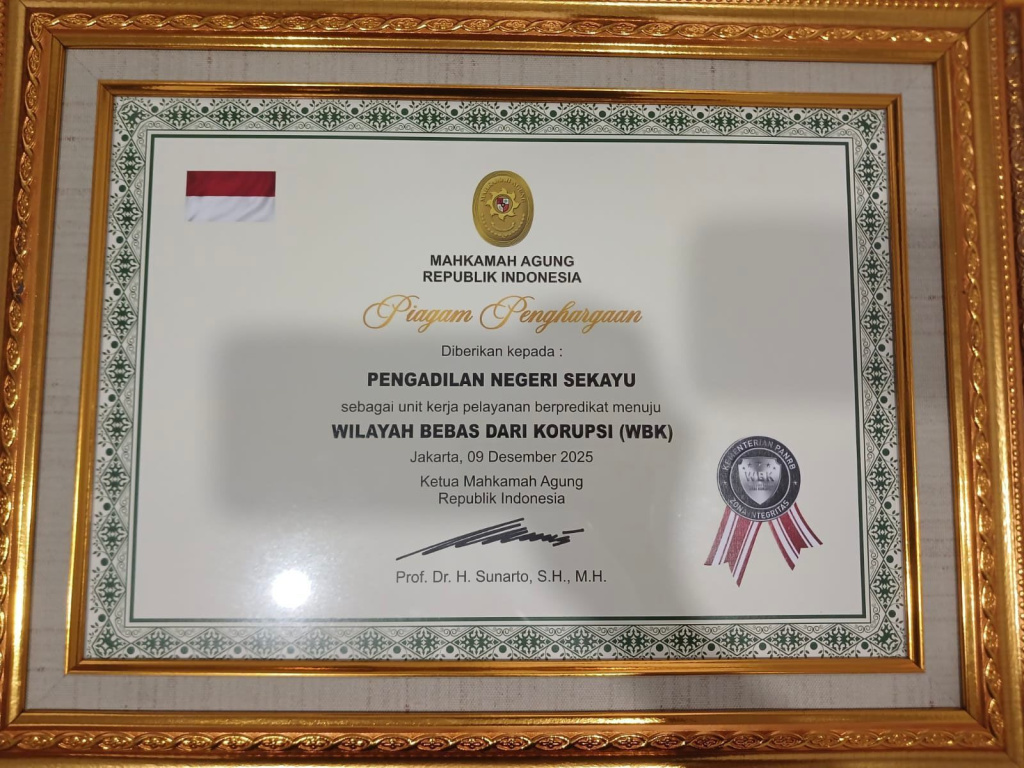 MAHKAMAH AGUNG
REPUBLIK INDONESIA
Piagam Penghargaan
Diberikan kepada :
PENGADILAN NEGERI SEKAYU
sebagai unit kerja pelayanan berpredikat menuju
WILAYAH BEBAS DARI KORUPSI (WBK)
Jakarta, 09 Desember 2025
Ketua Mahkamah Agung
Republik Indonesia
Prof. Dr. H. Sunarto, S.H., M.H.
KEMENTERIAN PANRB
WBK
ZONA INTEGRITAS